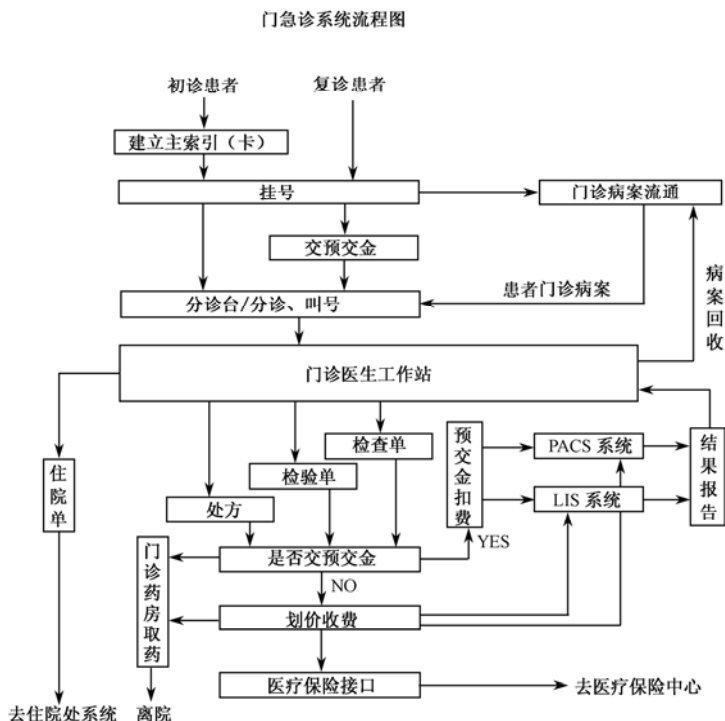 门急诊系统流程图
初诊患者
复诊患者
建立主索引（卡）
挂号
门诊病案流通
交预交金
患者门诊病案
分诊台/分诊、叫号
病案回收
门诊医生工作站
住院单
检查单
检验单
处方
预交金扣费
PACS 系统
LIS 系统
结果报告
YES
是否交预交金
NO
门诊药房取药
划价收费
医疗保险接口
去医疗保险中心
去住院处系统
离院